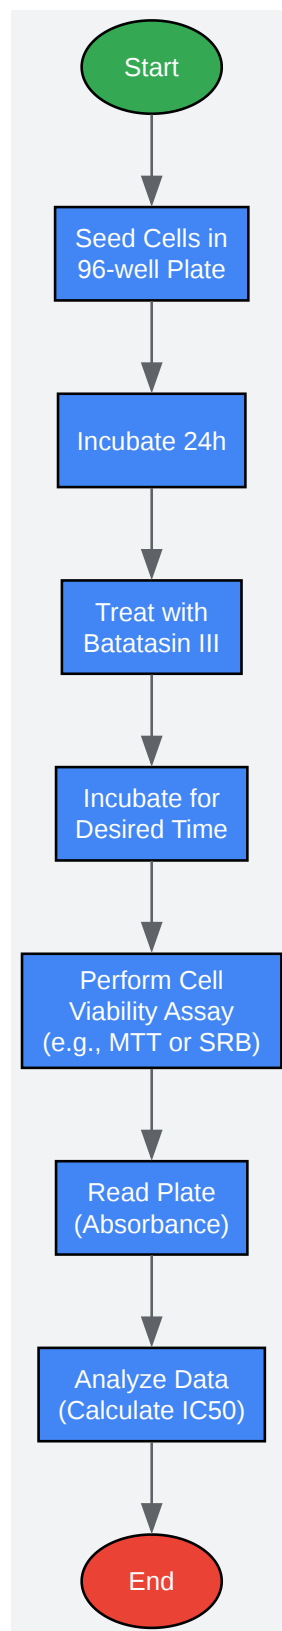 Start
Seed Cells in
96-well Plate
Incubate 24h
Treat with
Batatasin III
Incubate for
Desired Time
Perform Cell
Viability Assay
(e.g., MTT or SRB)
Read Plate
(Absorbance)
Analyze Data
(Calculate IC50)
End